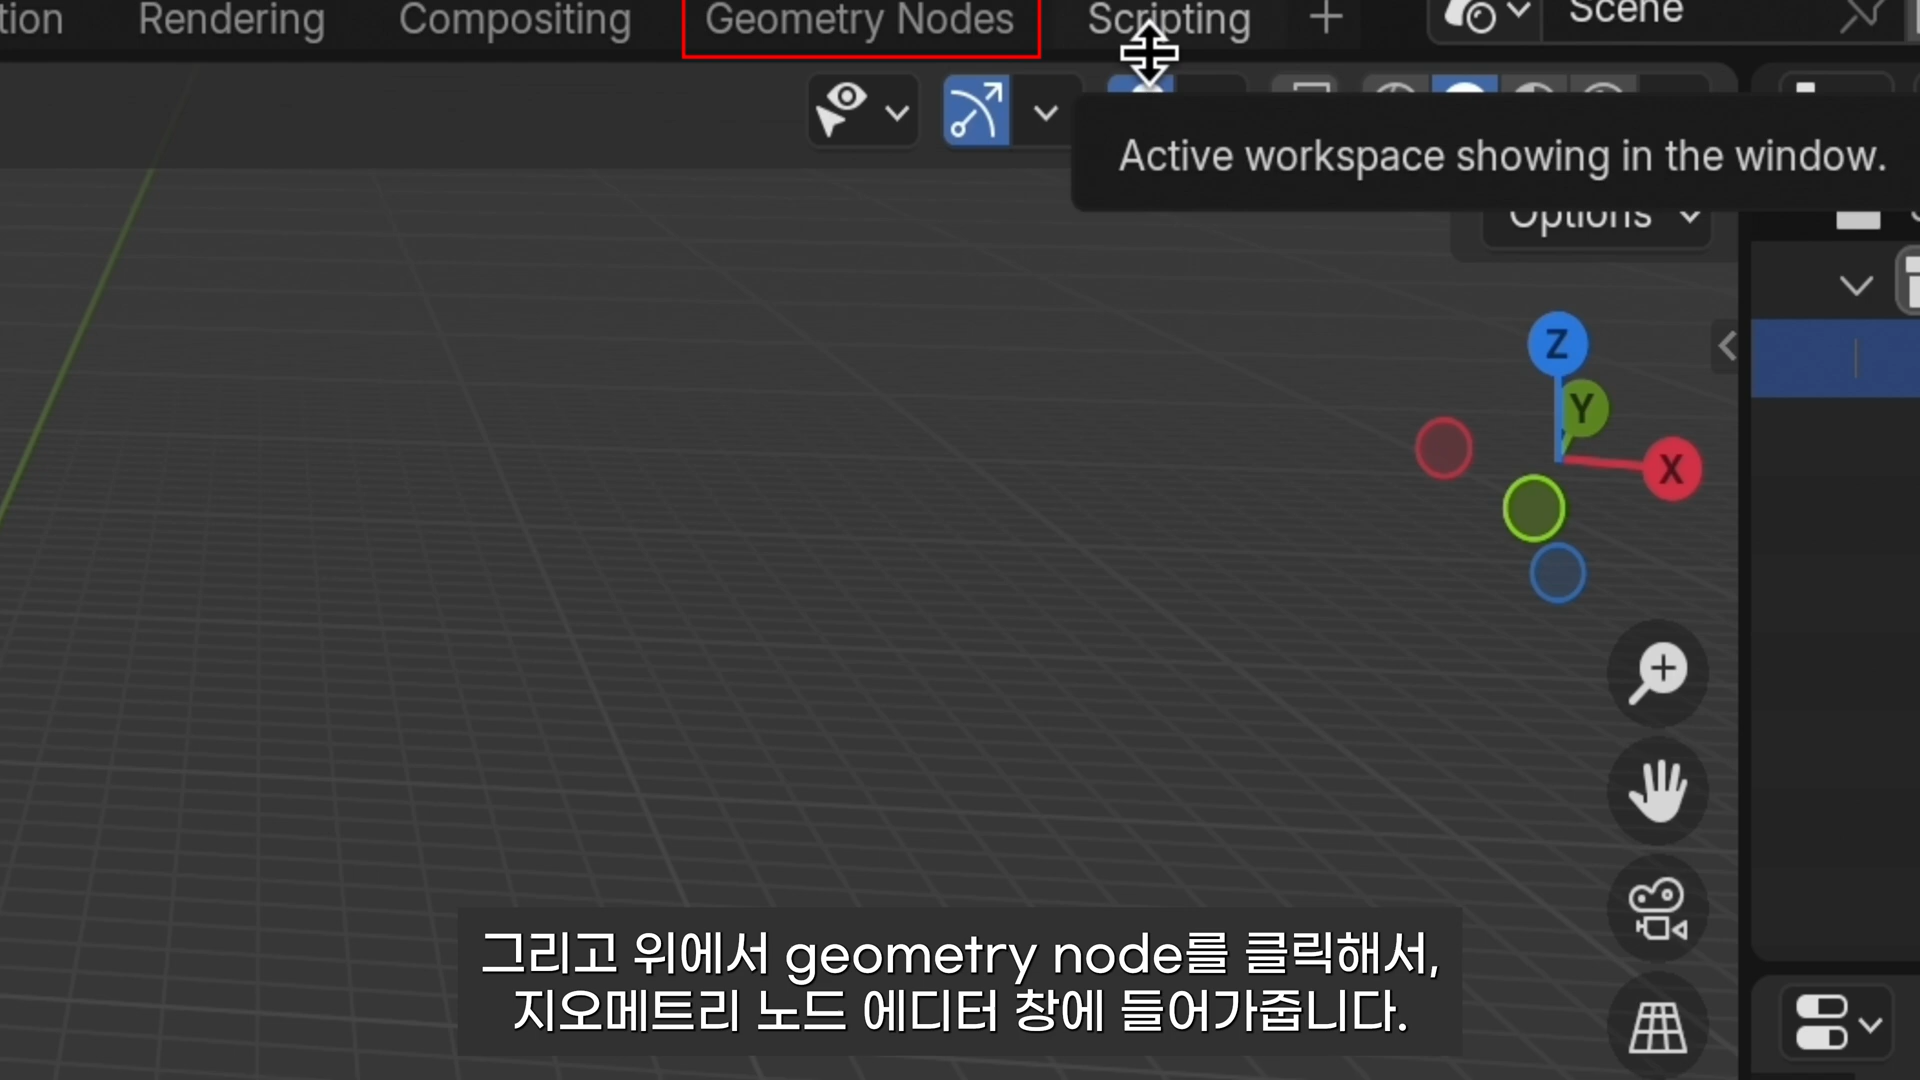 tion Rendering Compositing Geometry Nodes Scripting + Scene
Active workspace showing in the window.
Options
Z
Y
X
그리고 위에서 geometry node를 클릭해서,
지오메트리 노드 에디터 창에 들어가줍니다.